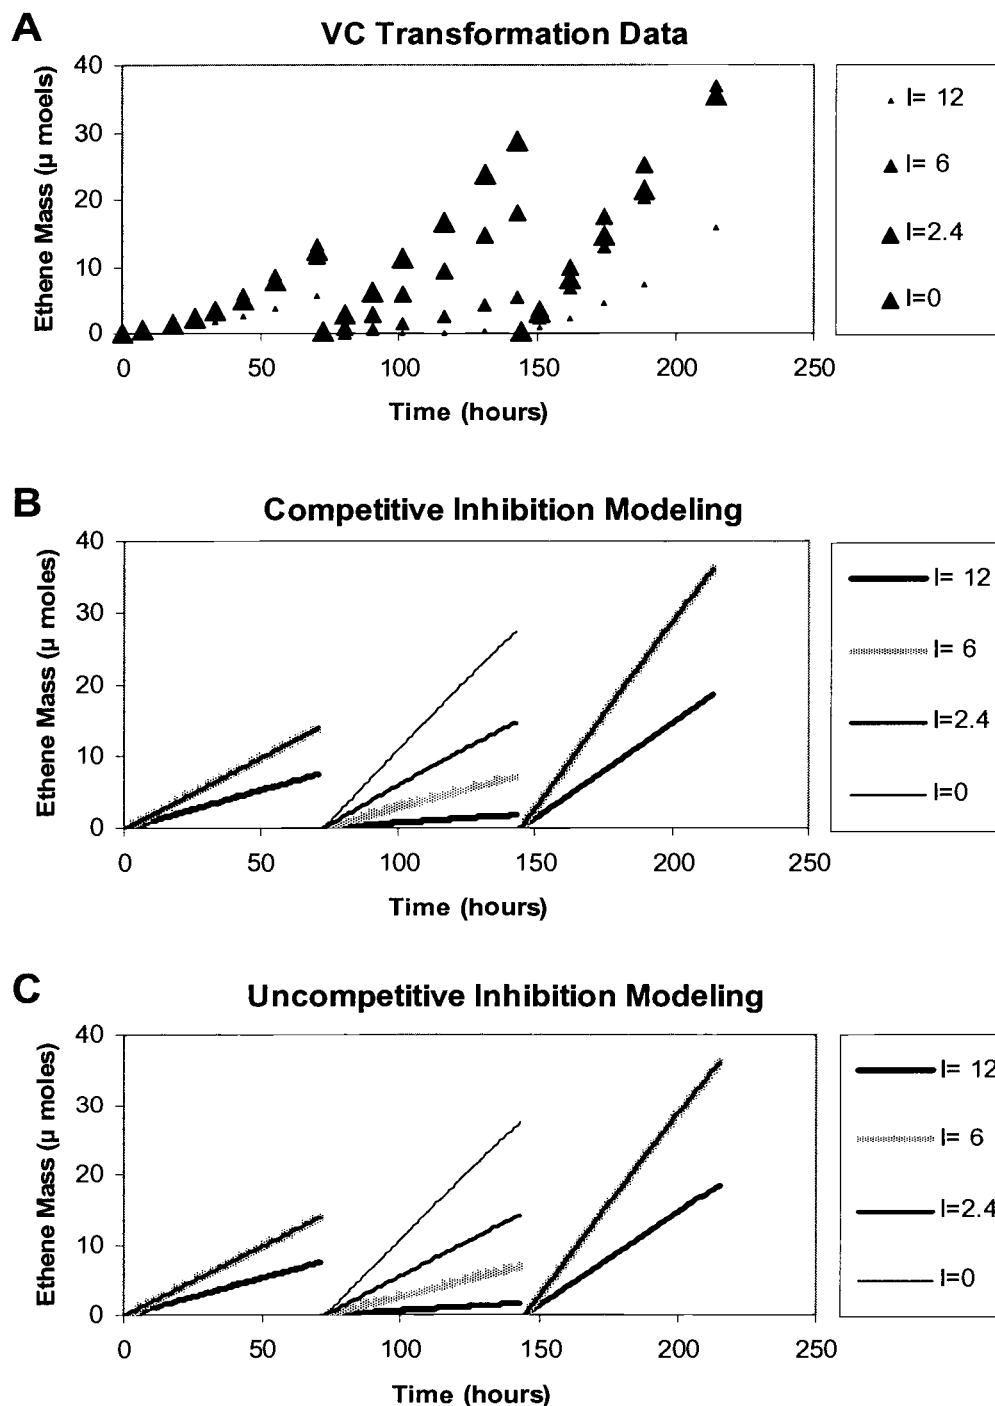 A
VC Transformation Data
Ethene Mass (µ moels)
40
30
20
10
0
0 50 100 150 200 250
Time (hours)
I= 12
I= 6
I=2.4
I=0
B
Competitive Inhibition Modeling
Ethene Mass (µ moles)
40
30
20
10
0
0 50 100 150 200 250
Time (hours)
I= 12
I= 6
I=2.4
I=0
C
Uncompetitive Inhibition Modeling
Ethene Mass (µ moles)
40
30
20
10
0
0 50 100 150 200 250
Time (hours)
I= 12
I= 6
I=2.4
I=0